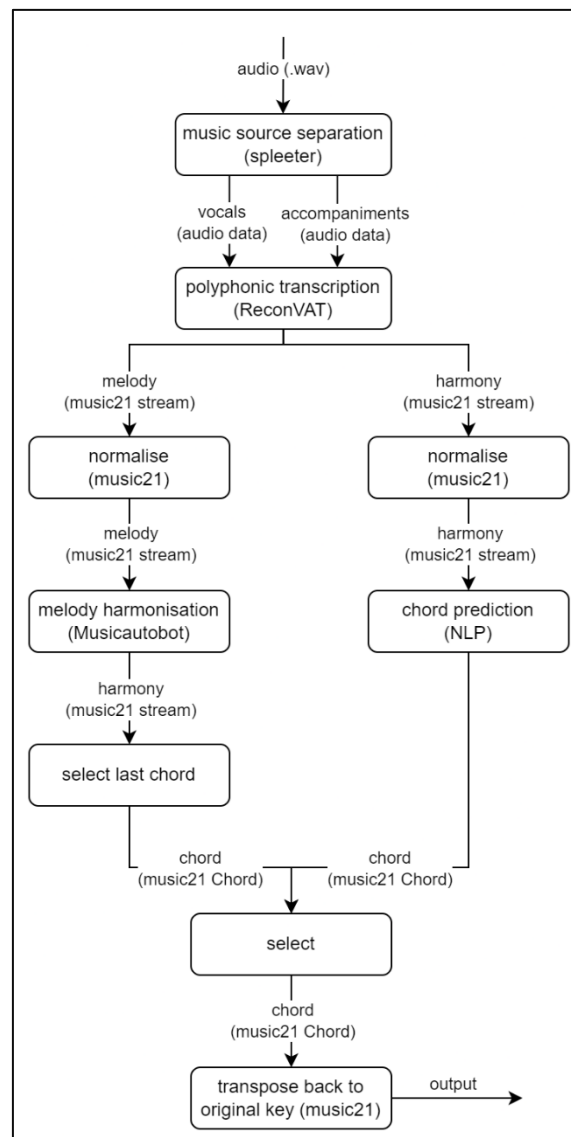 audio (.wav)
music source separation
(spleeter)
vocals
(audio data)
accompaniments
(audio data)
polyphonic transcription
(ReconVAT)
melody
(music21 stream)
harmony
(music21 stream)
normalise
(music21)
normalise
(music21)
melody
(music21 stream)
harmony
(music21 stream)
melody harmonisation
(Musicautobot)
chord prediction
(NLP)
harmony
(music21 stream)
select last chord
chord
(music21 Chord)
chord
(music21 Chord)
select
chord
(music21 Chord)
transpose back to
original key (music21)
output